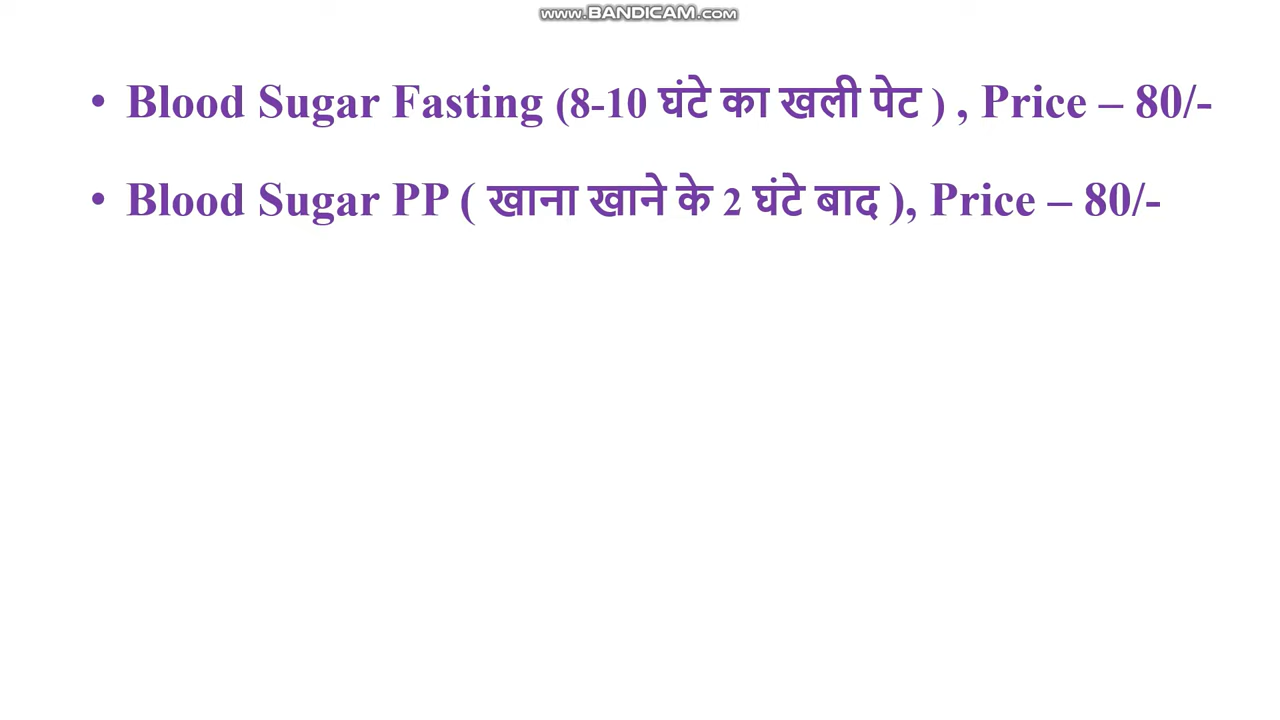 www.BANDICAM.com
• Blood Sugar Fasting (8-10 घंटे का खली पेट ) , Price – 80/-
• Blood Sugar PP ( खाना खाने के 2 घंटे बाद ), Price – 80/-